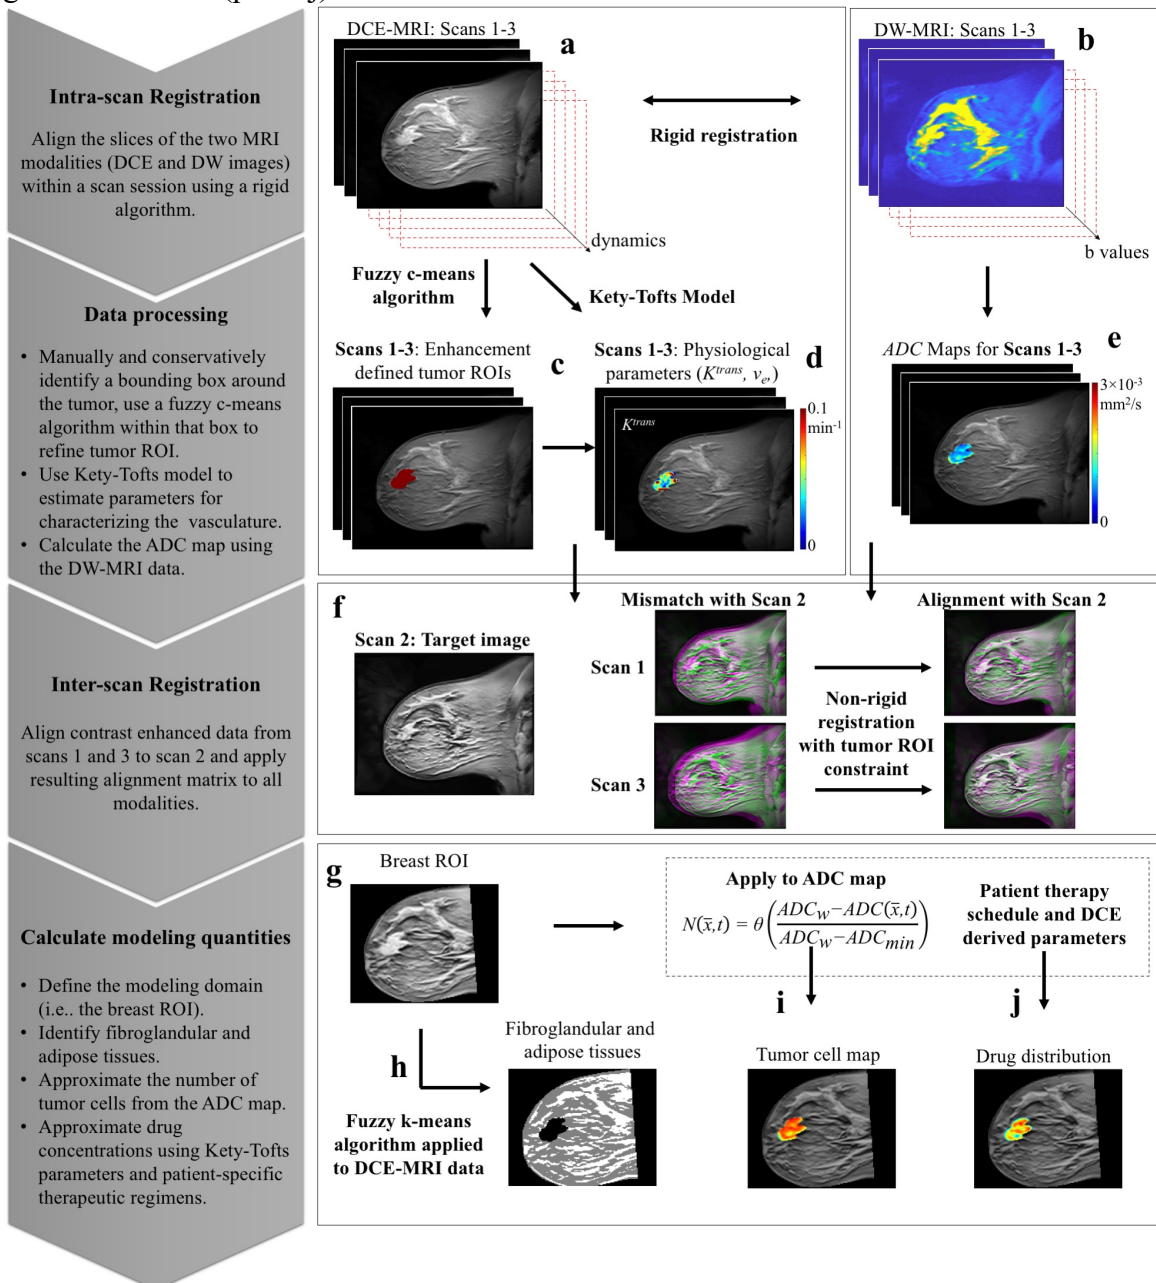 Intra-scan Registration
Align the slices of the two MRI
modalities (DCE and DW images)
within a scan session using a rigid
algorithm.
Data processing
• Manually and conservatively
identify a bounding box around
the tumor, use a fuzzy c-means
algorithm within that box to
refine tumor ROI.
• Use Kety-Tofts model to
estimate parameters for
characterizing the vasculature.
• Calculate the ADC map using
the DW-MRI data.
Inter-scan Registration
Align contrast enhanced data from
scans 1 and 3 to scan 2 and apply
resulting alignment matrix to all
modalities.
Calculate modeling quantities
• Define the modeling domain
(i.e.. the breast ROI).
• Identify fibroglandular and
adipose tissues.
• Approximate the number of
tumor cells from the ADC map.
• Approximate drug
concentrations using Kety-Tofts
parameters and patient-specific
therapeutic regimens.
DCE-MRI: Scans 1-3
a
dynamics
Rigid registration
DW-MRI: Scans 1-3
b
b values
Fuzzy c-means
algorithm
Kety-Tofts Model
Scans 1-3: Enhancement
defined tumor ROIs
c
Scans 1-3: Physiological
parameters (K^trans, v_e,)
d
K^trans
0.1
min⁻¹
0
ADC Maps for Scans 1-3
e
3×10⁻³
mm²/s
0
f
Scan 2: Target image
Mismatch with Scan 2
Alignment with Scan 2
Scan 1
Scan 3
Non-rigid
registration
with tumor ROI
constraint
g
Breast ROI
Apply to ADC map
N(x̄,t) = θ((ADC_w−ADC(x̄,t))/(ADC_w−ADC_min))
Patient therapy
schedule and DCE
derived parameters
h
Fuzzy k-means
algorithm applied
to DCE-MRI data
Fibroglandular and
adipose tissues
i
Tumor cell map
j
Drug distribution